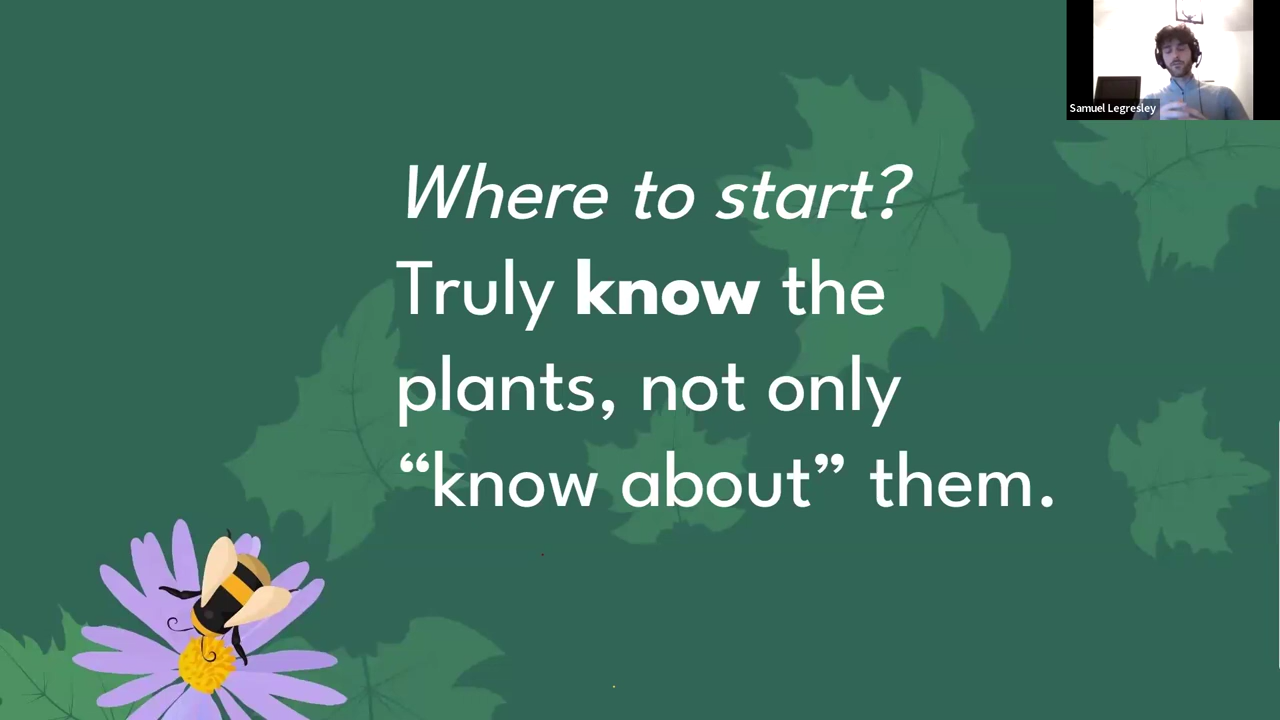 Samuel Legresley
Where to start?
Truly know the
plants, not only
“know about” them.